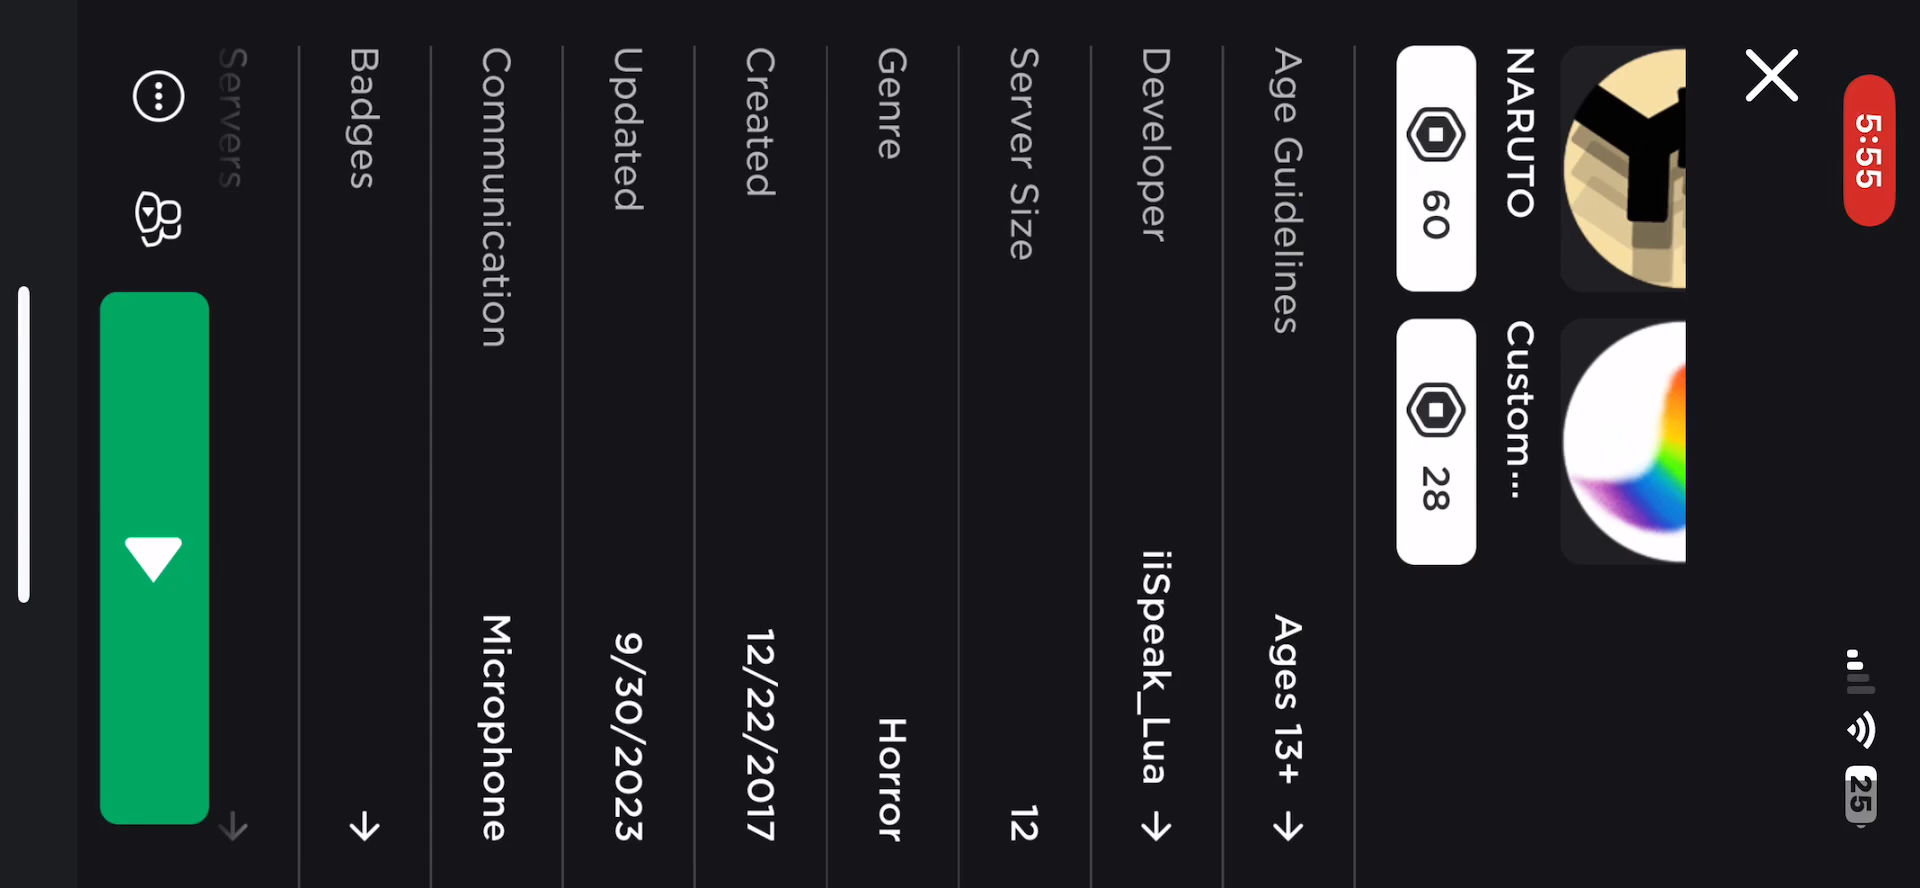 5:55
25
NARUTO
Custom...
60
28
Age Guidelines
Ages 13+
Developer
iiSpeak_Lua
Server Size
12
Genre
Horror
Created
12/22/2017
Updated
9/30/2023
Communication
Microphone
Badges
Servers